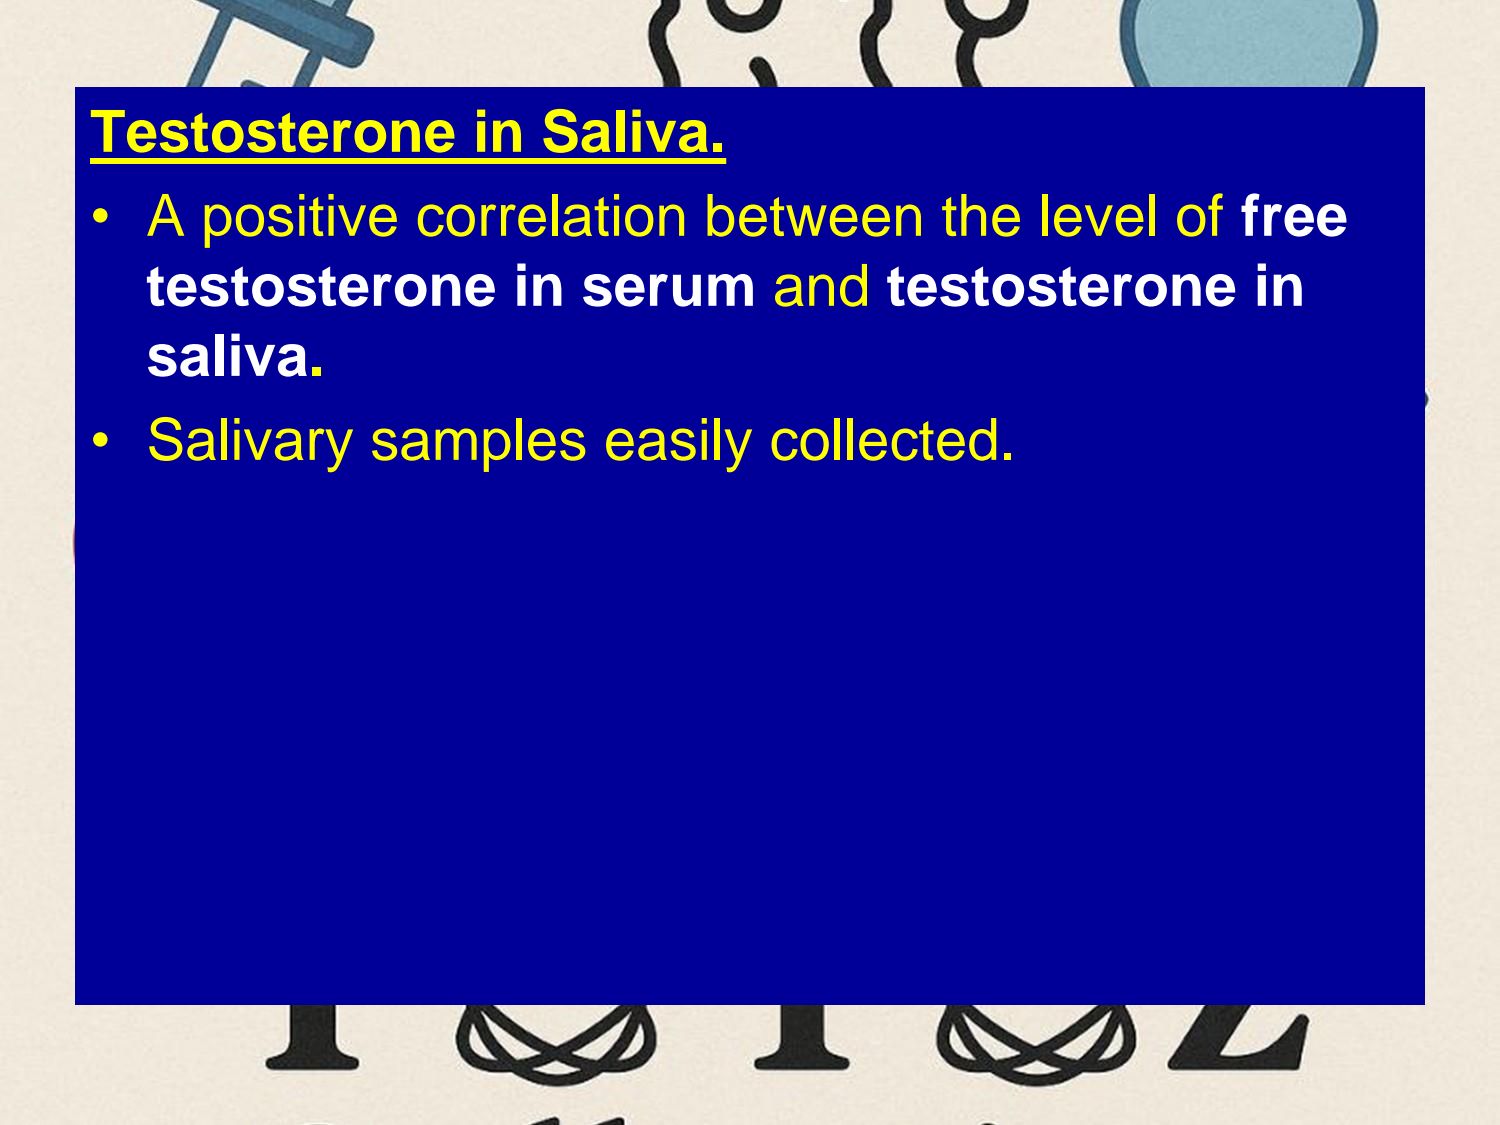 Testosterone in Saliva.
• A positive correlation between the level of free
testosterone in serum and testosterone in
saliva.
• Salivary samples easily collected.